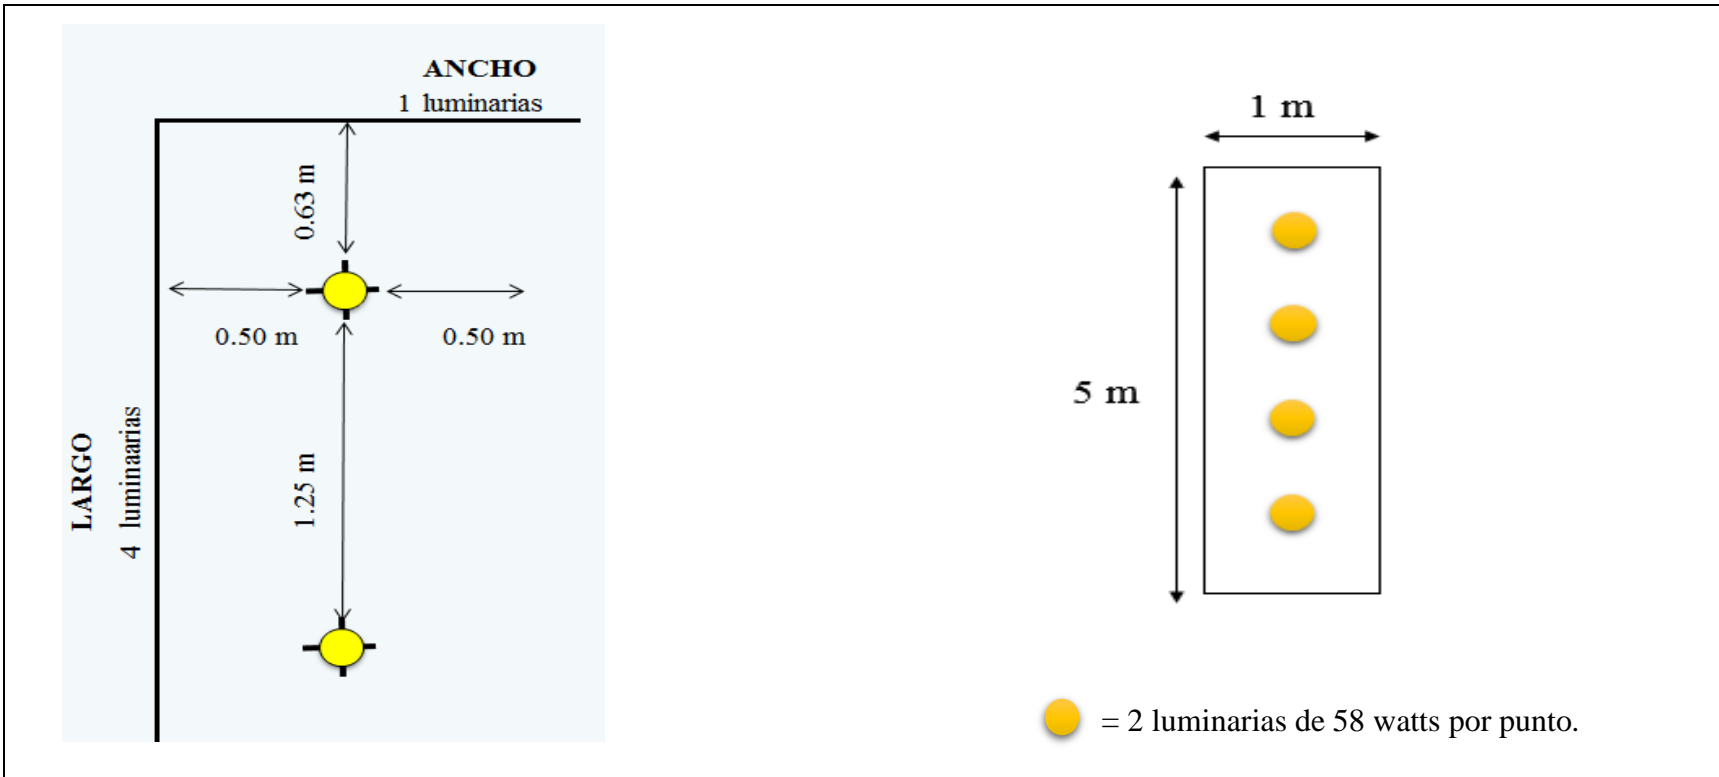 ANCHO
1 luminarias
0.63 m
0.50 m
0.50 m
1.25 m
LARGO
4 luminaarias
1 m
5 m
= 2 luminarias de 58 watts por punto.